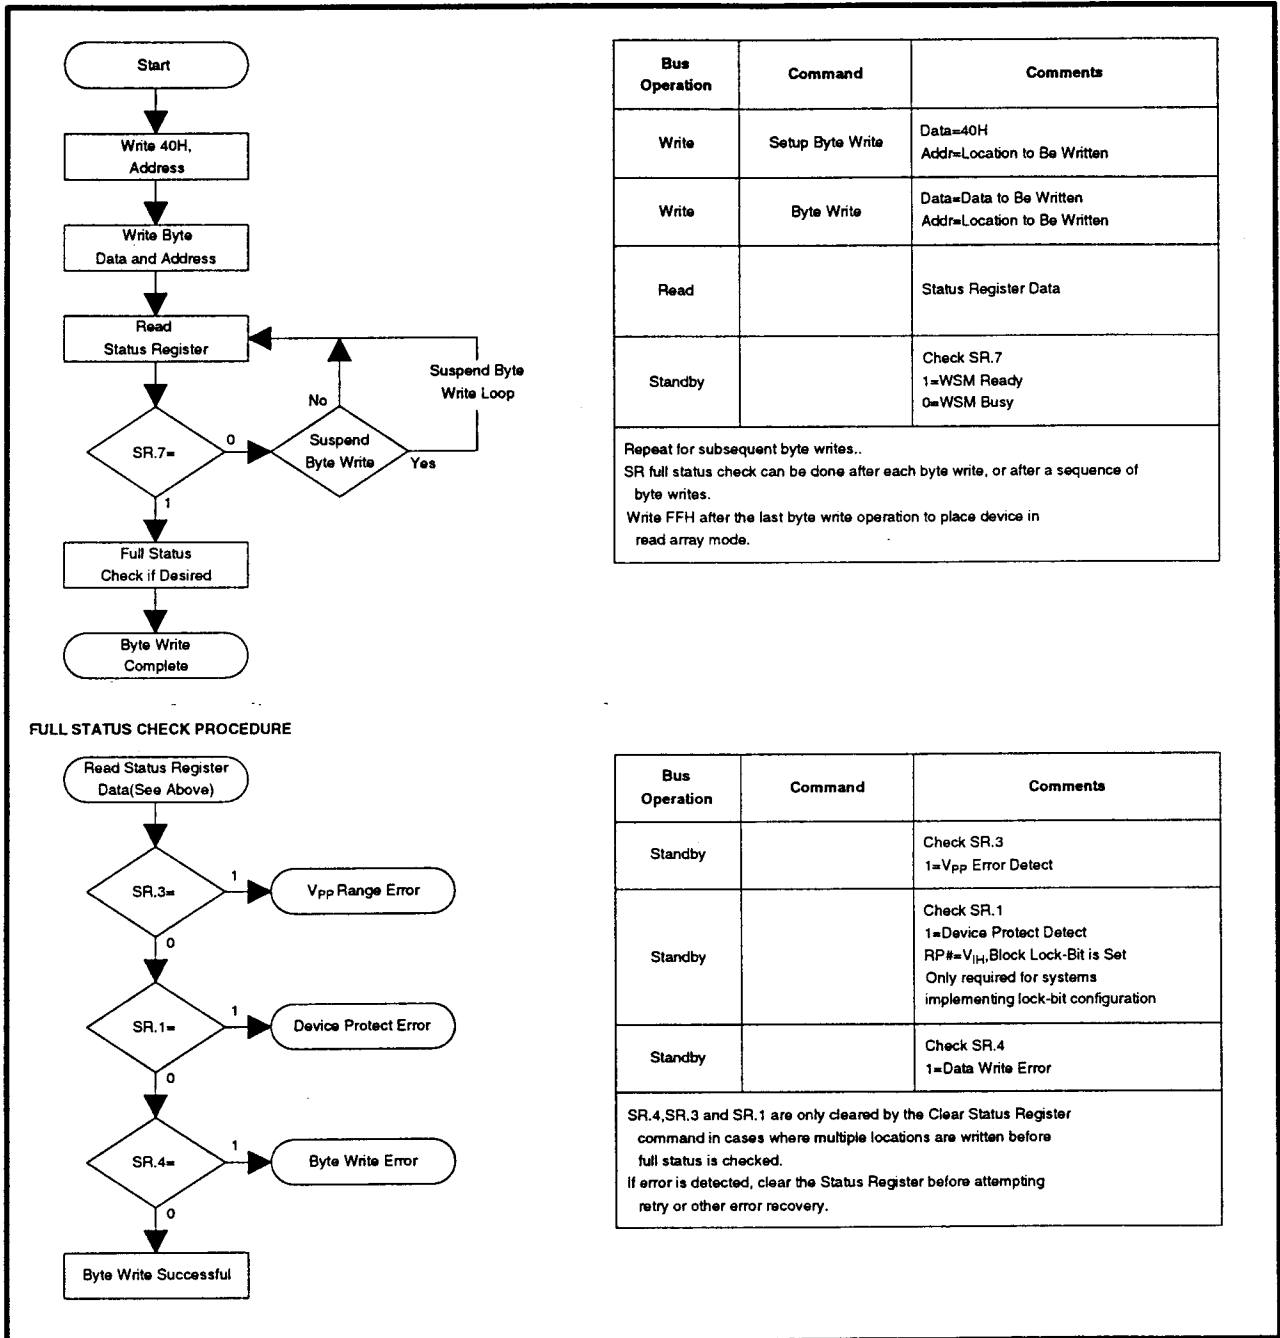 Start
Write 40H,
Address
Write Byte
Data and Address
Read
Status Register
Suspend Byte
Write Loop
No
SR.7=
0
Suspend
Byte Write
Yes
1
Full Status
Check if Desired
Byte Write
Complete
Bus
Operation
Command
Comments
Write
Setup Byte Write
Data=40H
Addr=Location to Be Written
Write
Byte Write
Data=Data to Be Written
Addr=Location to Be Written
Read
Status Register Data
Standby
Check SR.7
1=WSM Ready
0=WSM Busy
Repeat for subsequent byte writes..
SR full status check can be done after each byte write, or after a sequence of
byte writes.
Write FFH after the last byte write operation to place device in
read array mode.
FULL STATUS CHECK PROCEDURE
Read Status Register
Data(See Above)
SR.3=
1
VPP Range Error
0
SR.1=
1
Device Protect Error
0
SR.4=
1
Byte Write Error
0
Byte Write Successful
Bus
Operation
Command
Comments
Standby
Check SR.3
1=VPP Error Detect
Standby
Check SR.1
1=Device Protect Detect
RP#=VIH,Block Lock-Bit is Set
Only required for systems
implementing lock-bit configuration
Standby
Check SR.4
1=Data Write Error
SR.4,SR.3 and SR.1 are only cleared by the Clear Status Register
command in cases where multiple locations are written before
full status is checked.
If error is detected, clear the Status Register before attempting
retry or other error recovery.